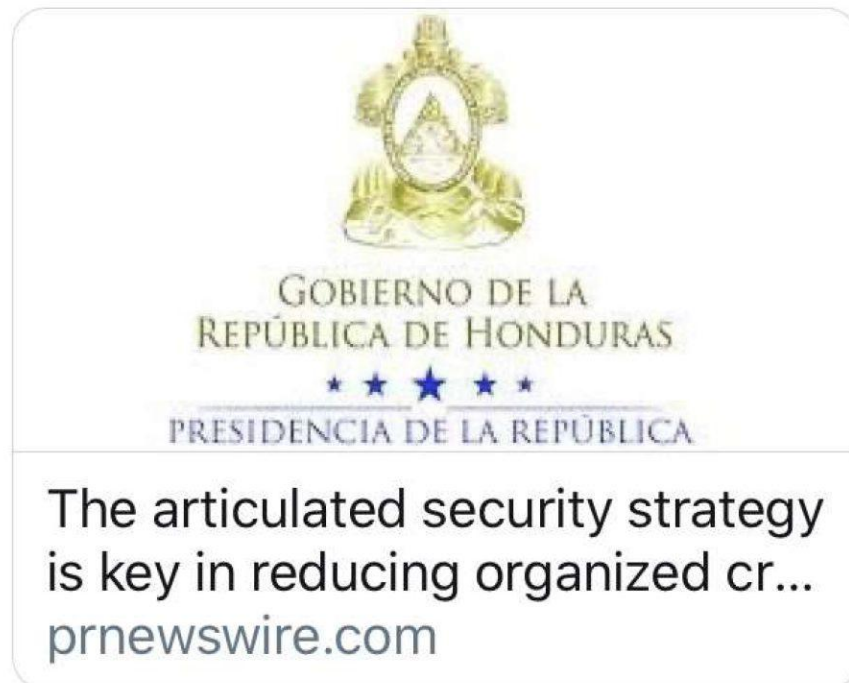 GOBIERNO DE LA
REPÚBLICA DE HONDURAS
PRESIDENCIA DE LA REPÚBLICA
The articulated security strategy
is key in reducing organized cr...
prnewswire.com